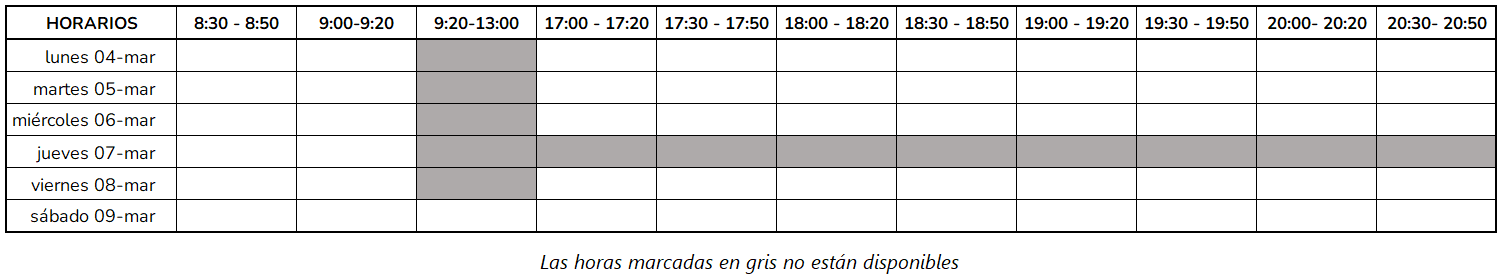 HORARIOS 8:30 - 8:50 9:00-9:20 9:20-13:00 17:00 - 17:20 17:30 - 17:50 18:00 - 18:20 18:30 - 18:50 19:00 - 19:20 19:30 - 19:50 20:00- 20:20 20:30- 20:50
lunes 04-mar
martes 05-mar
miércoles 06-mar
jueves 07-mar
viernes 08-mar
sábado 09-mar
Las horas marcadas en gris no están disponibles